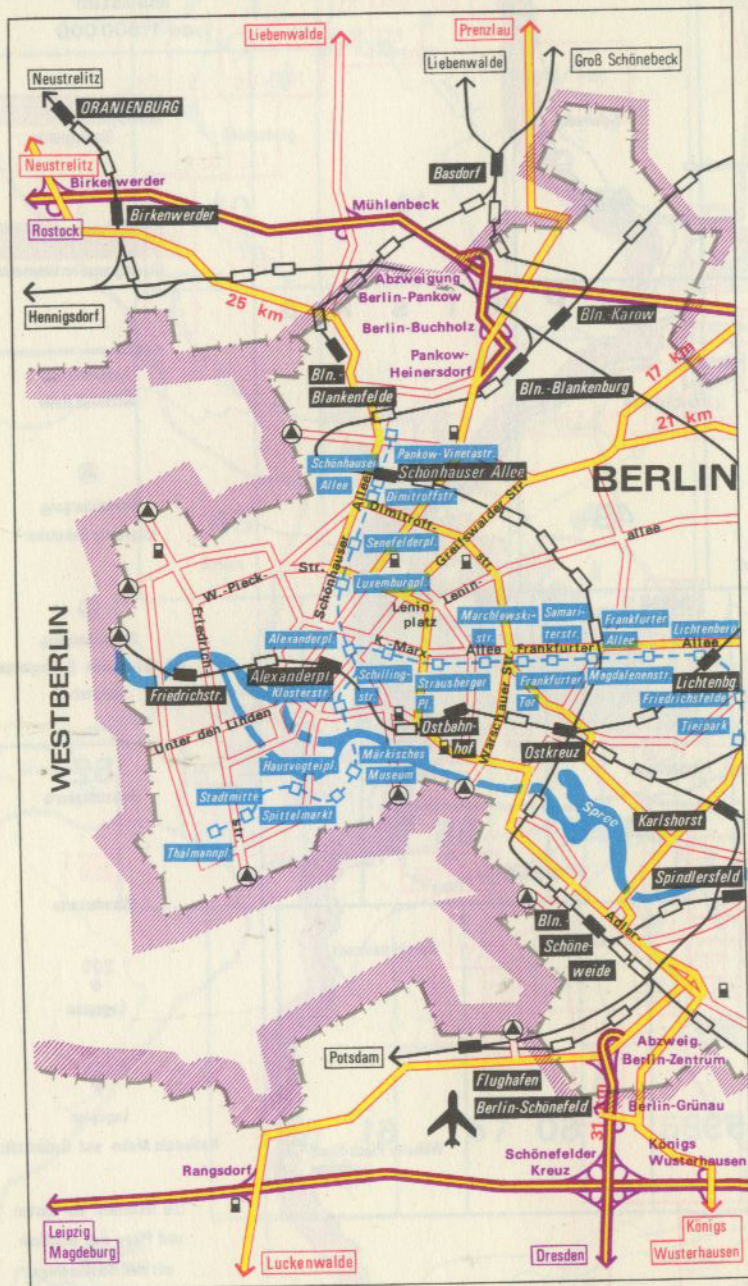 Liebenwalde
Prenzlau
Neustrelitz
Liebenwalde
Groß Schönebeck
ORANIENBURG
Neustrelitz
Birkenwerder
Basdorf
Birkenwerder
Mühlenbeck
Rostock
Abzweigung
Berlin-Pankow
Hennigsdorf
25 km
Berlin-Buchholz
Bln.-Karow
Pankow-
Heinersdorf
17 km
Bln.-
Blankenfelde
Bln.-Blankenburg
21 km
Pankow-Vinetastr.
Schönhauser
Allee
Schönhauser Allee
BERLIN
Dimitroffstr.
Allee
Dimitroff-
str.
Greifswalder Str.
Senefelderpl.
Schönhauser
Lenin-
allee
W.-Pieck-
Str.
Luxemburgpl.
Lenin-
platz
Marchlewski-
str.
Samari-
terstr.
Frankfurter
Allee
Lichtenberg
WESTBERLIN
Friedrich-
str.
Alexanderpl.
K.-Marx-
Allee
Frankfurter
Allee
Friedrichstr.
Alexanderpl.
Schilling-
str.
Strausberger
Pl.
Warschauer Str.
Frankfurter
Tor
Magdalenenstr.
Lichtenbg
Klosterstr.
Friedrichsfelde
Unter den Linden
Ostbahn-
hof
Ostkreuz
Tierpark
Hausvogteipl.
Märkisches
Museum
Stadtmitte
Spittelmarkt
Spree
Karlshorst
Thälmannpl.
Spindlersfeld
Bln.-
Schöne-
weide
Adler
Potsdam
Abzweig.
Berlin-Zentrum
Flughafen
Berlin-Schönefeld
31 km
Berlin-Grünau
Königs
Wusterhausen
Rangsdorf
Schönefelder
Kreuz
Leipzig
Magdeburg
Luckenwalde
Dresden
Königs
Wusterhausen